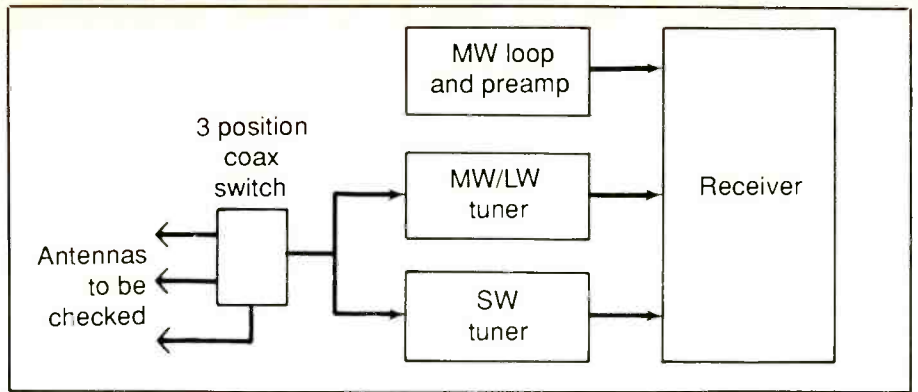 MW loop
and preamp
3 position
coax
switch
MW/LW
tuner
Receiver
Antennas
to be
checked
SW
tuner